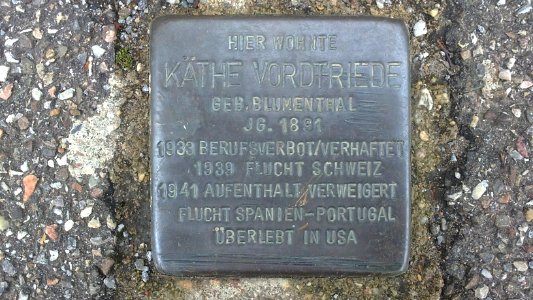 HIER WOHNTE
KÄTHE VORDTRIEDE
GEB. BLUMENTHAL
JG. 1891
1933 BERUFSVERBOT/VERHAFTET
1939 FLUCHT SCHWEIZ
1941 AUFENTHALT VERWEIGERT
FLUCHT SPANIEN-PORTUGAL
ÜBERLEBT IN USA